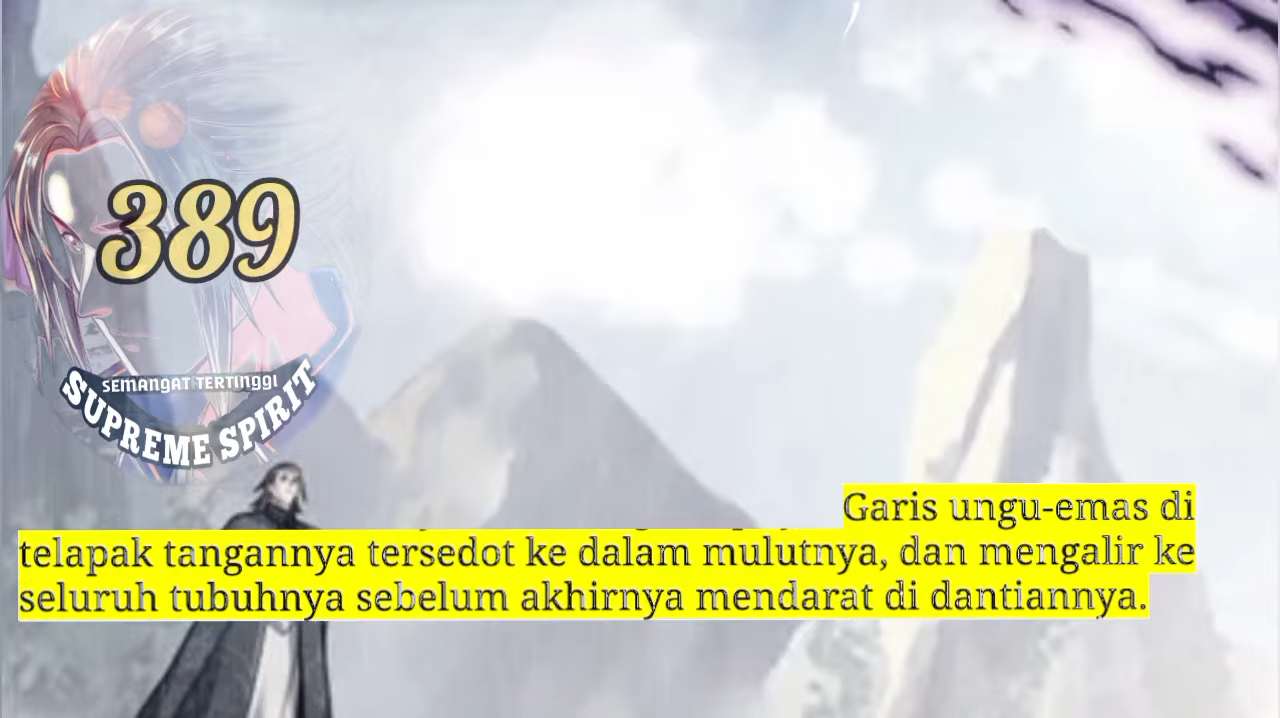 389
SEMANGAT TERTINGGI
SUPREME SPIRIT
Garis ungu-emas di
telapak tangannya tersedot ke dalam mulutnya, dan mengalir ke
seluruh tubuhnya sebelum akhirnya mendarat di dantiannya.